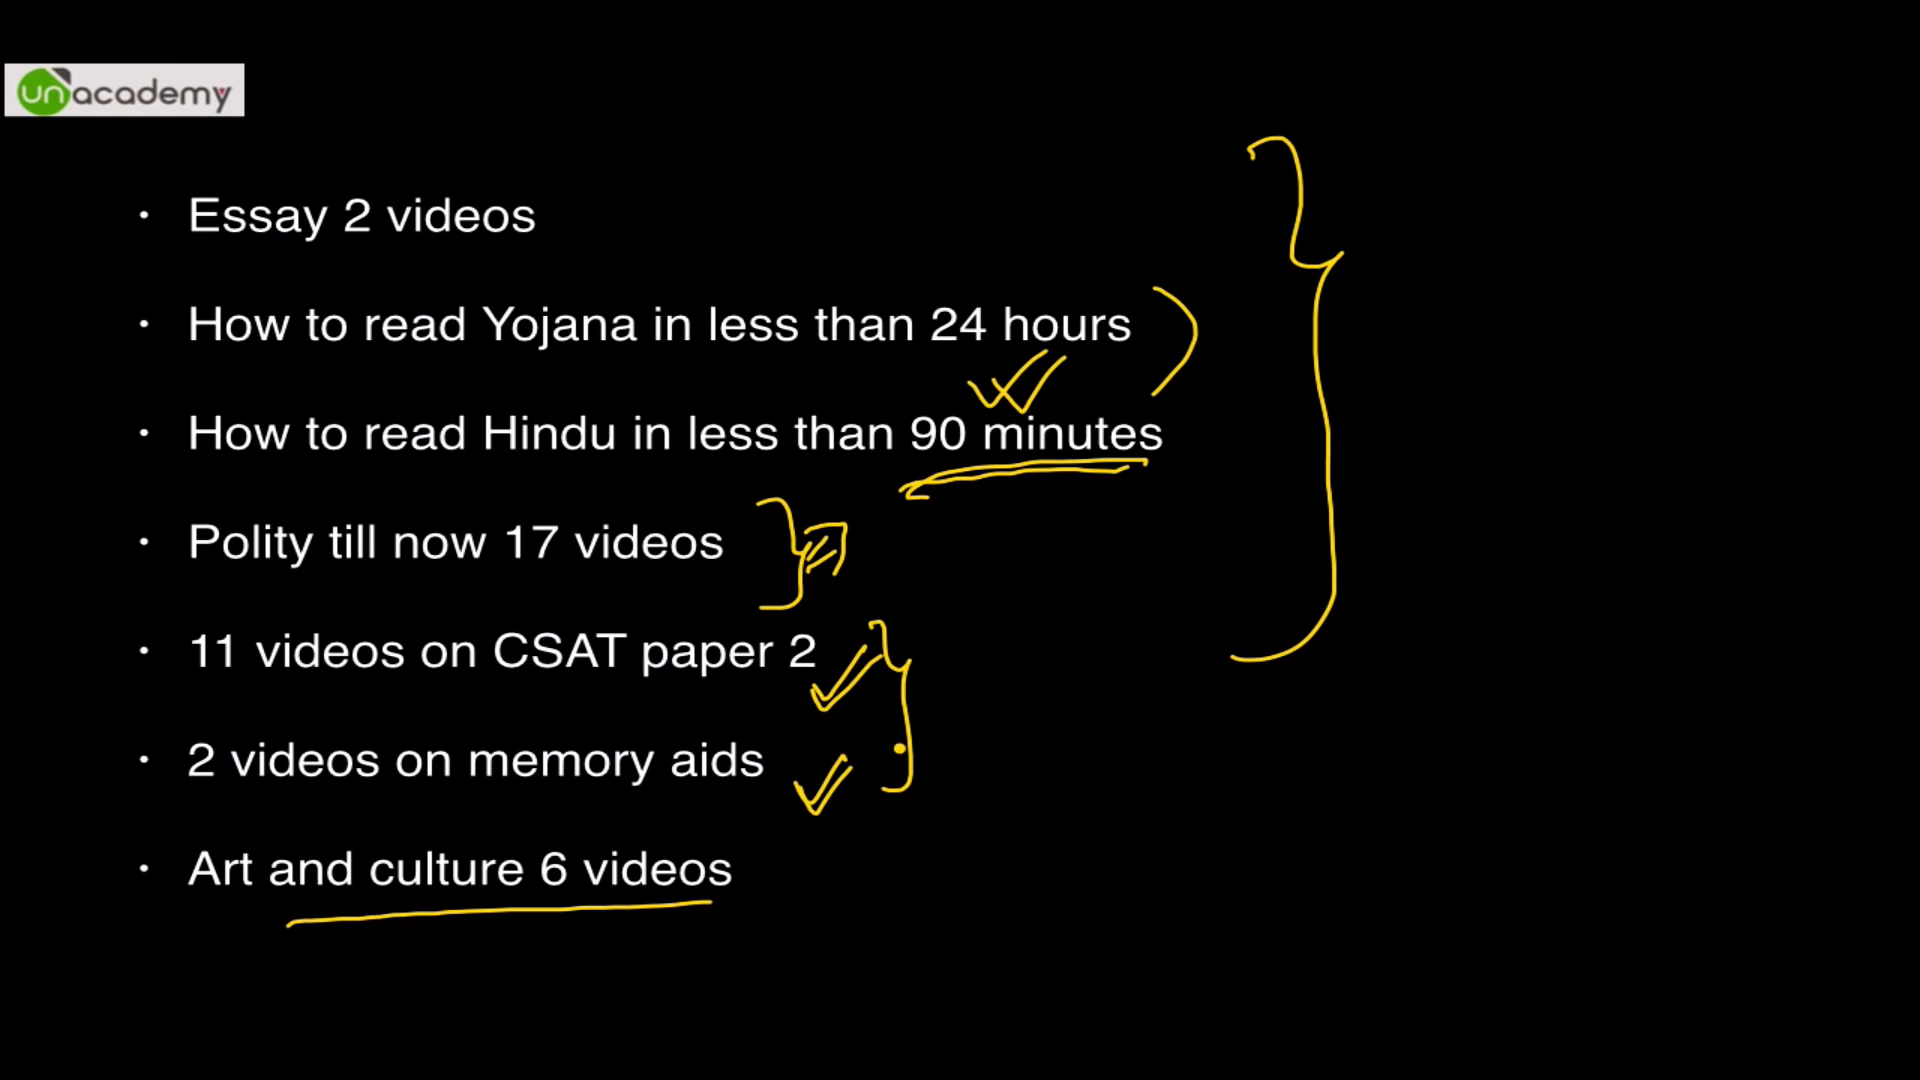 unacademy
• Essay 2 videos
• How to read Yojana in less than 24 hours
• How to read Hindu in less than 90 minutes
• Polity till now 17 videos
• 11 videos on CSAT paper 2
• 2 videos on memory aids
• Art and culture 6 videos